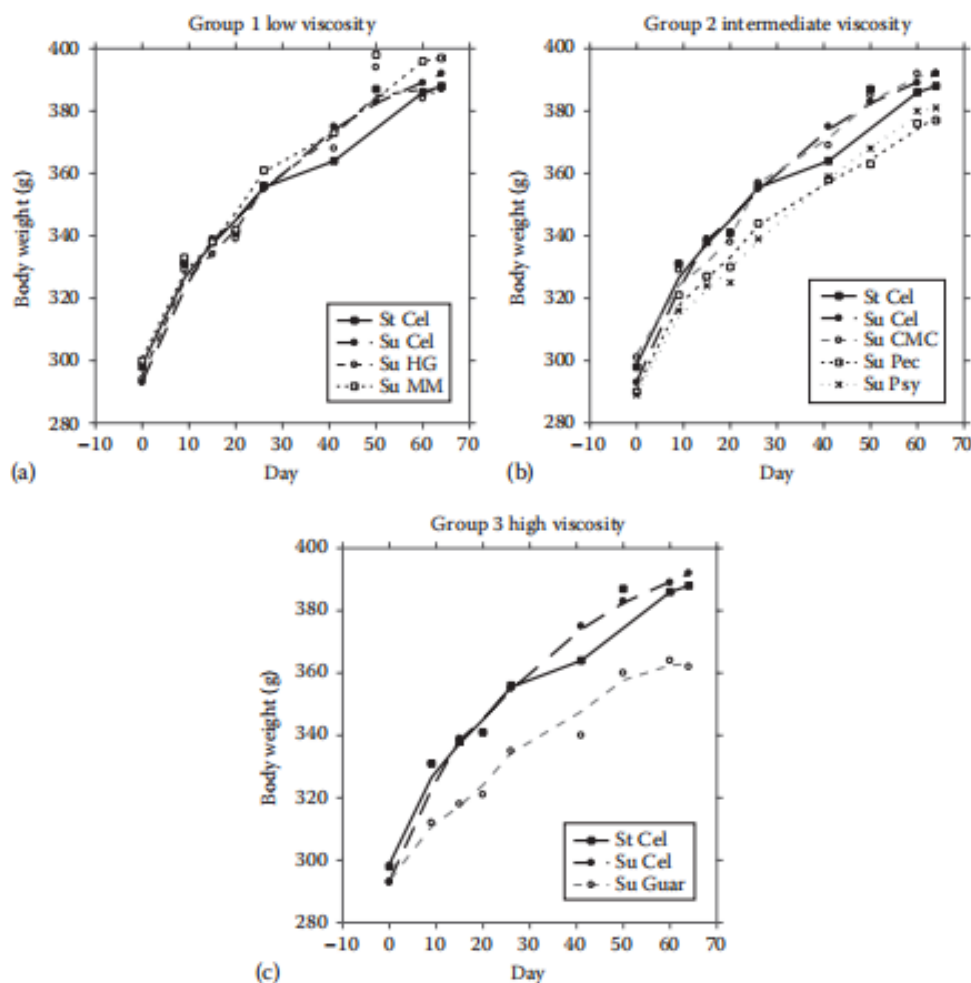 Group 1 low viscosity
400
380
360
340
320
300
280
Body weight (g)
−10 0 10 20 30 40 50 60 70
Day
St Cel
Su Cel
Su HG
Su MM
(a)
Group 2 intermediate viscosity
400
380
360
340
320
300
280
Body weight (g)
−10 0 10 20 30 40 50 60 70
Day
St Cel
Su Cel
Su CMC
Su Pec
Su Psy
(b)
Group 3 high viscosity
400
380
360
340
320
300
280
Body weight (g)
−10 0 10 20 30 40 50 60 70
Day
St Cel
Su Cel
Su Guar
(c)